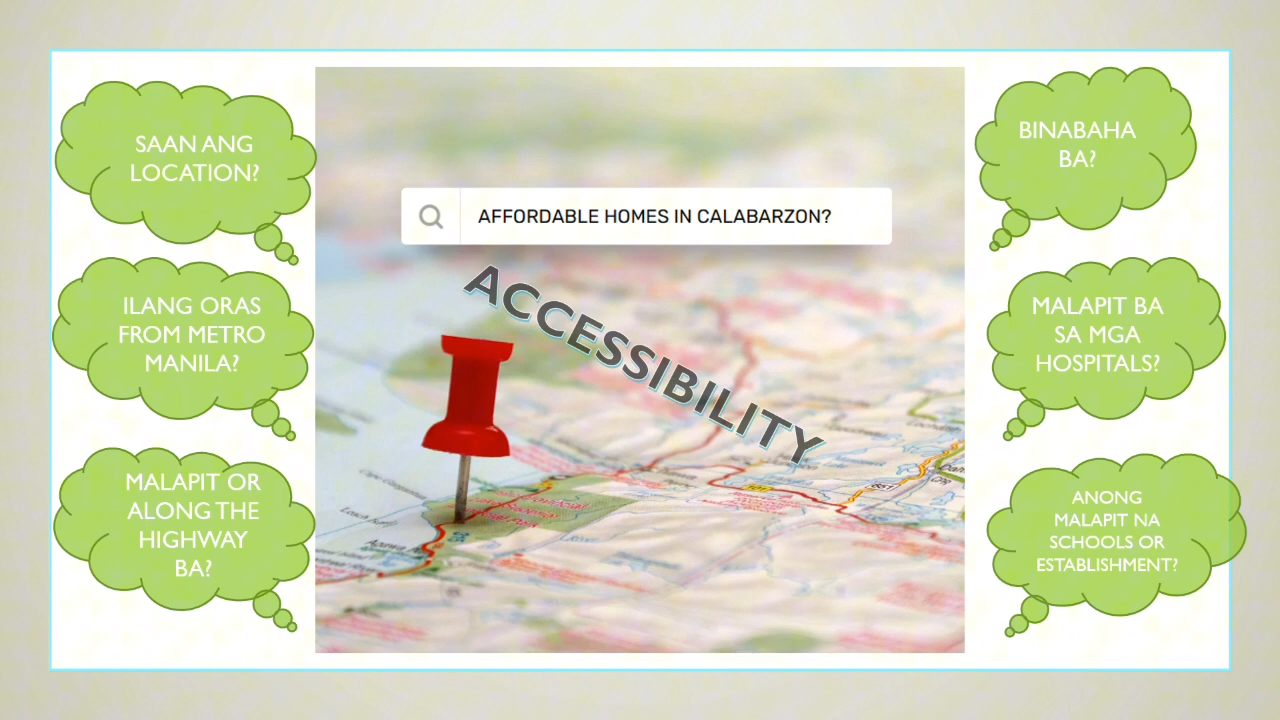 SAAN ANG
LOCATION?
ILANG ORAS
FROM METRO
MANILA?
MALAPIT OR
ALONG THE
HIGHWAY
BA?
AFFORDABLE HOMES IN CALABARZON?
ACCESSIBILITY
BINABAHA
BA?
MALAPIT BA
SA MGA
HOSPITALS?
ANONG
MALAPIT NA
SCHOOLS OR
ESTABLISHMENT?